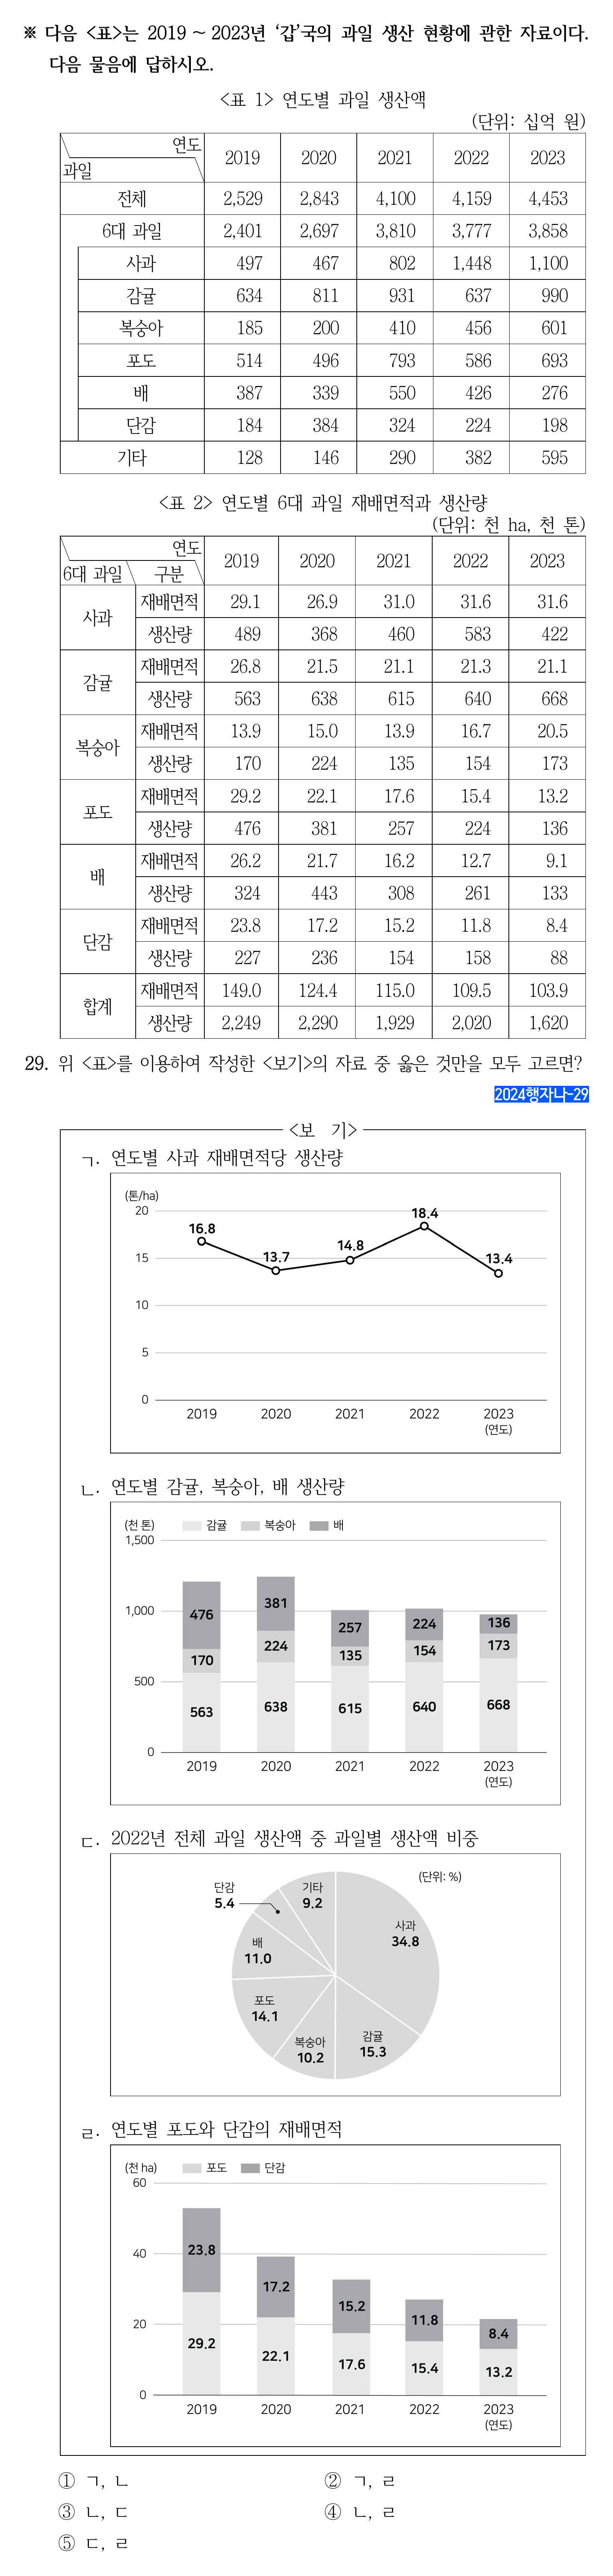 ※ 다음 <표>는 2019 ~ 2023년 ‘갑’국의 과일 생산 현황에 관한 자료이다.
다음 물음에 답하시오.
<표 1> 연도별 과일 생산액
(단위: 십억 원)
연도
과일
2019 2020 2021 2022 2023
전체 2,529 2,843 4,100 4,159 4,453
6대 과일 2,401 2,697 3,810 3,777 3,858
사과 497 467 802 1,448 1,100
감귤 634 811 931 637 990
복숭아 185 200 410 456 601
포도 514 496 793 586 693
배 387 339 550 426 276
단감 184 384 324 224 198
기타 128 146 290 382 595
<표 2> 연도별 6대 과일 재배면적과 생산량
(단위: 천 ha, 천 톤)
연도
6대 과일 구분
2019 2020 2021 2022 2023
사과
재배면적 29.1 26.9 31.0 31.6 31.6
생산량 489 368 460 583 422
감귤
재배면적 26.8 21.5 21.1 21.3 21.1
생산량 563 638 615 640 668
복숭아
재배면적 13.9 15.0 13.9 16.7 20.5
생산량 170 224 135 154 173
포도
재배면적 29.2 22.1 17.6 15.4 13.2
생산량 476 381 257 224 136
배
재배면적 26.2 21.7 16.2 12.7 9.1
생산량 324 443 308 261 133
단감
재배면적 23.8 17.2 15.2 11.8 8.4
생산량 227 236 154 158 88
합계
재배면적 149.0 124.4 115.0 109.5 103.9
생산량 2,249 2,290 1,929 2,020 1,620
29. 위 <표>를 이용하여 작성한 <보기>의 자료 중 옳은 것만을 모두 고르면?
2024행자나-29
<보 기>
ㄱ. 연도별 사과 재배면적당 생산량
(톤/ha)
20
15
10
5
0
16.8 13.7 14.8 18.4 13.4
2019 2020 2021 2022 2023
(연도)
ㄴ. 연도별 감귤, 복숭아, 배 생산량
(천 톤) 감귤 복숭아 배
1,500
1,000
500
0
476 381 257 224 136
170 224 135 154 173
563 638 615 640 668
2019 2020 2021 2022 2023
(연도)
ㄷ. 2022년 전체 과일 생산액 중 과일별 생산액 비중
(단위: %)
단감
5.4
기타
9.2
사과
34.8
배
11.0
포도
14.1
복숭아
10.2
감귤
15.3
ㄹ. 연도별 포도와 단감의 재배면적
(천 ha) 포도 단감
60
40
20
0
23.8 17.2 15.2 11.8 8.4
29.2 22.1 17.6 15.4 13.2
2019 2020 2021 2022 2023
(연도)
① ㄱ, ㄴ ② ㄱ, ㄹ
③ ㄴ, ㄷ ④ ㄴ, ㄹ
⑤ ㄷ, ㄹ